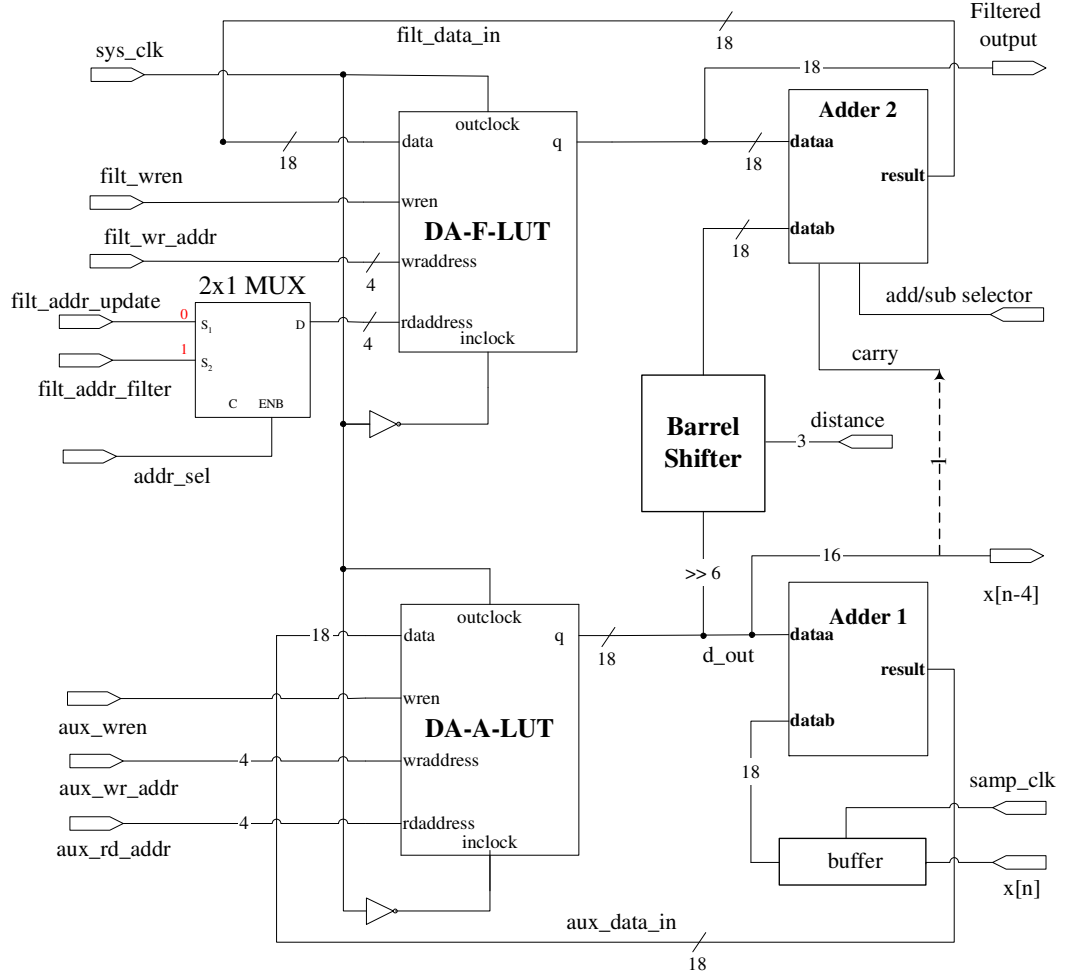 Filtered
output
filt_data_in
18
sys_clk
18
Adder 2
outclock
data
q
dataa
18
18
filt_wren
result
wren
DA-F-LUT
datab
filt_wr_addr
18
wraddress
4
2x1 MUX
filt_addr_update
0
S1
D
rdaddress
4
add/sub selector
inclock
1
S2
carry
filt_addr_filter
C
ENB
distance
Barrel
Shifter
3
addr_sel
1
16
>> 6
x[n-4]
outclock
Adder 1
18
data
q
18
dataa
d_out
result
wren
aux_wren
DA-A-LUT
datab
4
wraddress
18
aux_wr_addr
samp_clk
4
rdaddress
aux_rd_addr
inclock
buffer
x[n]
aux_data_in
18